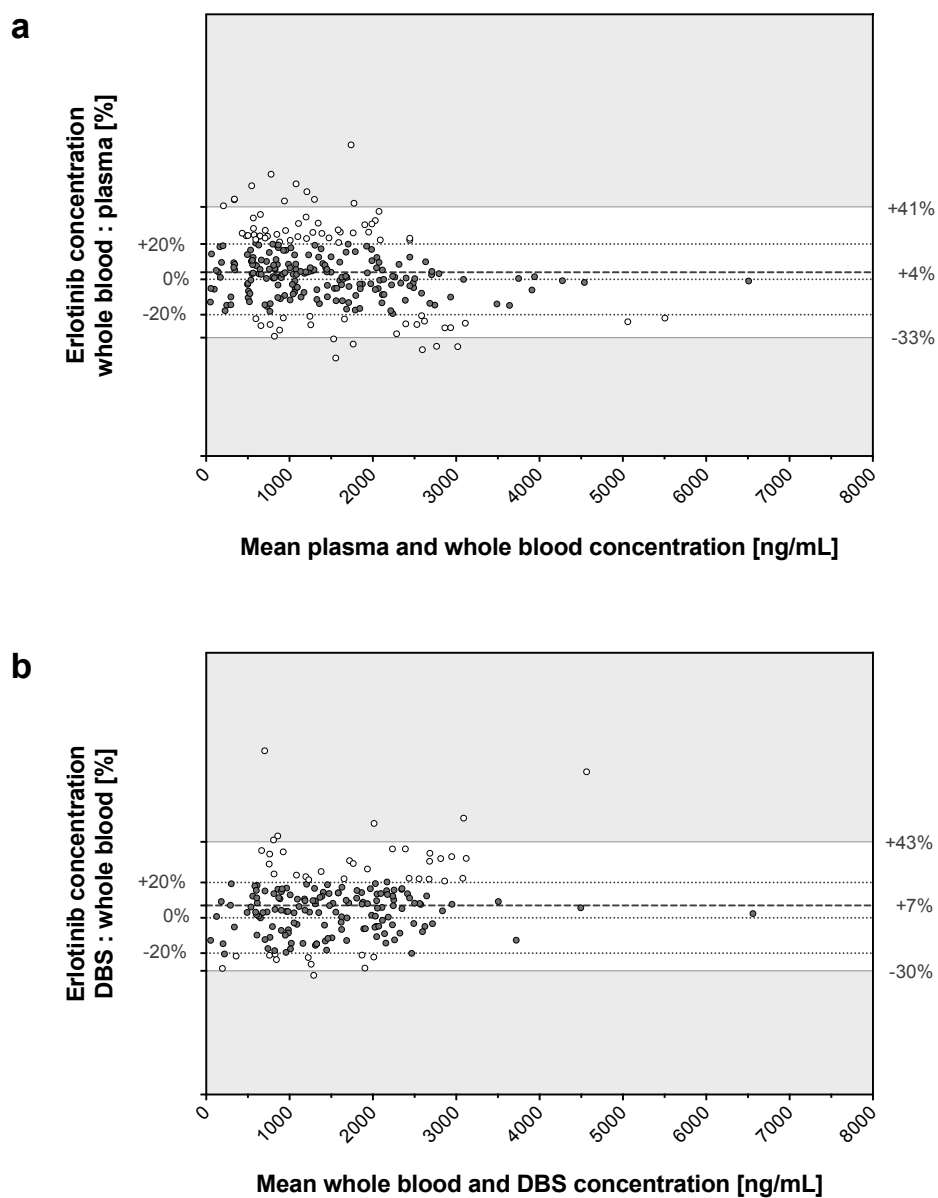 a
Erlotinib concentration
whole blood : plasma [%]
+20%
0%
-20%
+41%
+4%
-33%
0 1000 2000 3000 4000 5000 6000 7000 8000
Mean plasma and whole blood concentration [ng/mL]
b
Erlotinib concentration
DBS : whole blood [%]
+20%
0%
-20%
+43%
+7%
-30%
0 1000 2000 3000 4000 5000 6000 7000 8000
Mean whole blood and DBS concentration [ng/mL]